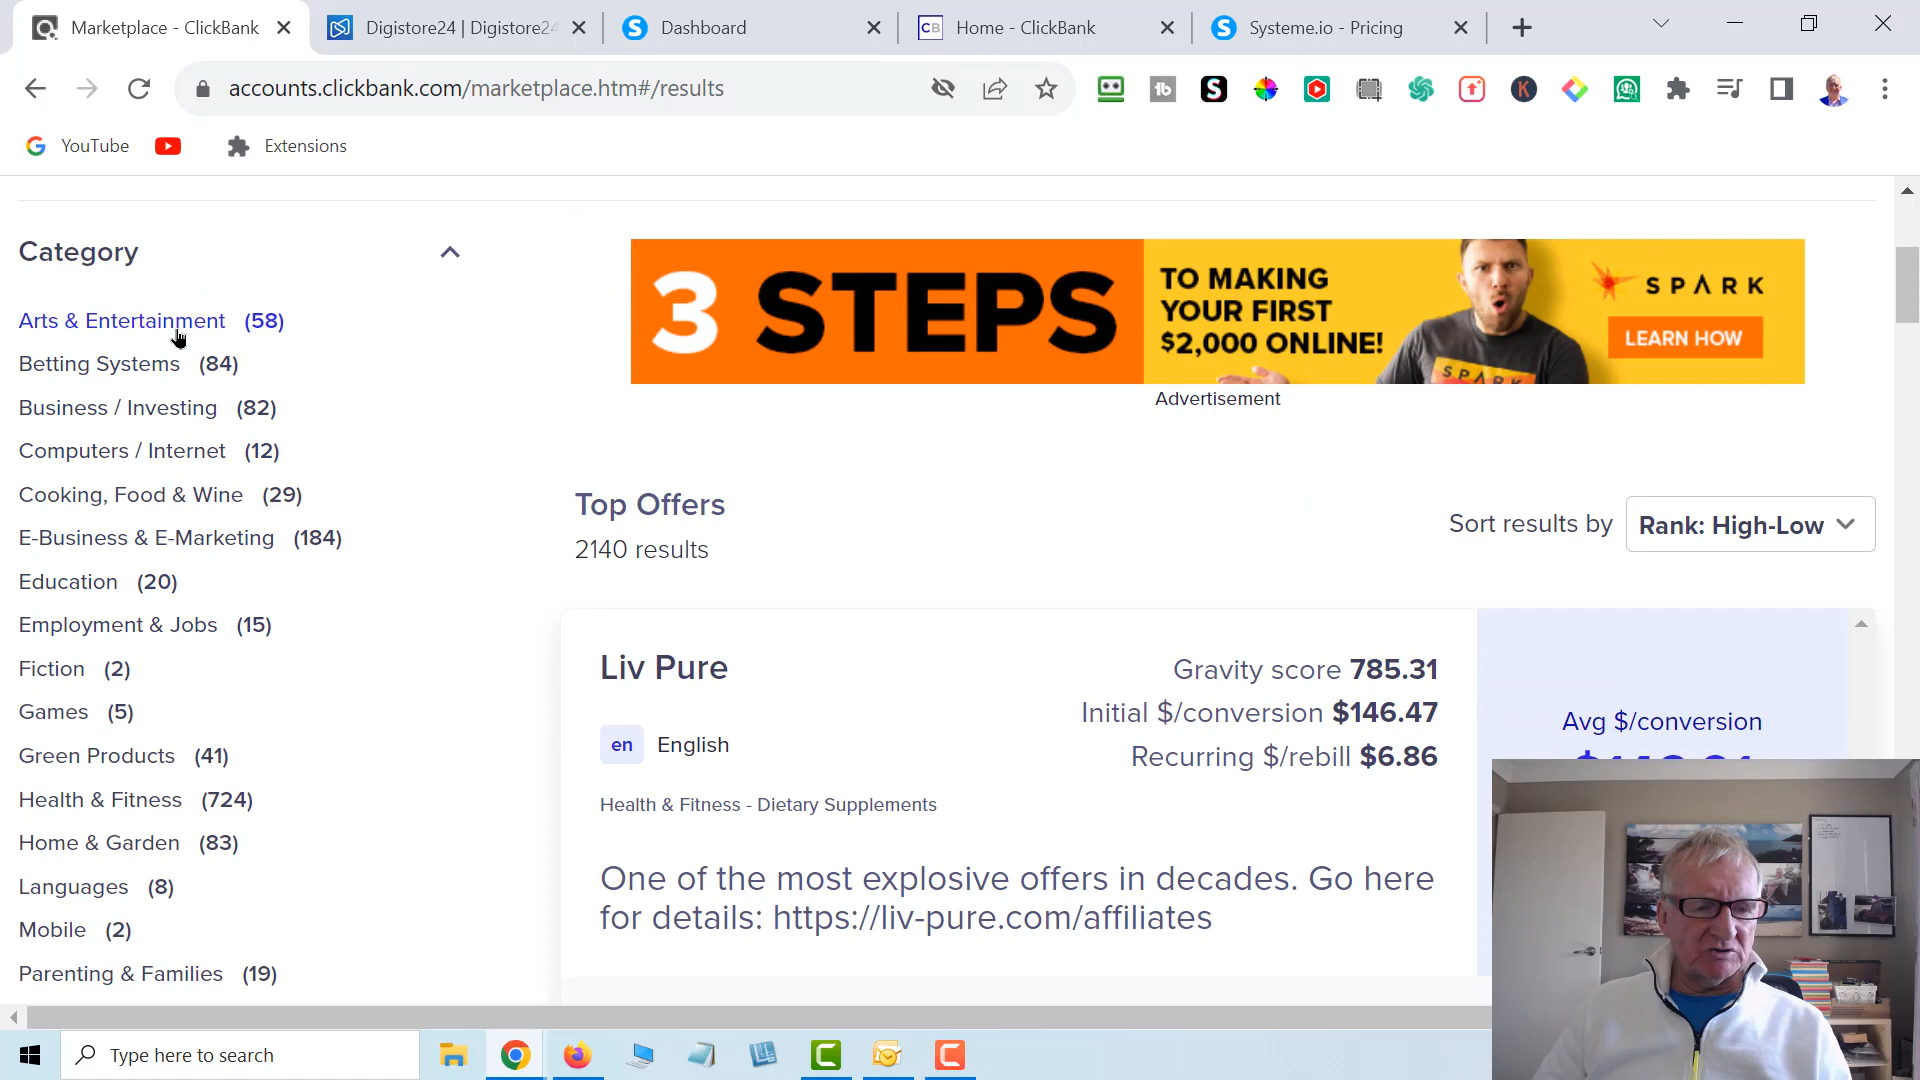 Marketplace - ClickBank
Digistore24 | Digistore24
Dashboard
CB Home - ClickBank
Systeme.io - Pricing
accounts.clickbank.com/marketplace.htm#/results
YouTube
Extensions
Category
Arts & Entertainment (58)
Betting Systems (84)
Business / Investing (82)
Computers / Internet (12)
Cooking, Food & Wine (29)
E-Business & E-Marketing (184)
Education (20)
Employment & Jobs (15)
Fiction (2)
Games (5)
Green Products (41)
Health & Fitness (724)
Home & Garden (83)
Languages (8)
Mobile (2)
Parenting & Families (19)
3 STEPS
TO MAKING
YOUR FIRST
$2,000 ONLINE!
SPARK
SPARK
LEARN HOW
Advertisement
Top Offers
2140 results
Sort results by
Rank: High-Low
Liv Pure
en English
Health & Fitness - Dietary Supplements
Gravity score 785.31
Initial $/conversion $146.47
Recurring $/rebill $6.86
Avg $/conversion
One of the most explosive offers in decades. Go here
for details: https://liv-pure.com/affiliates
Type here to search